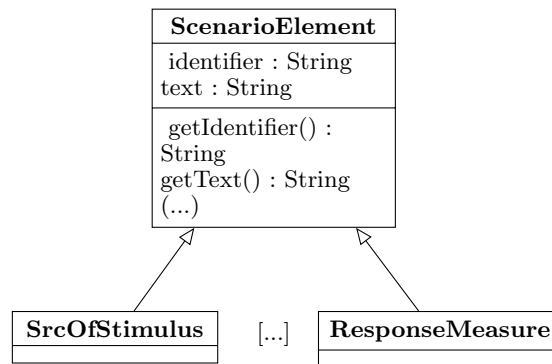 ScenarioElement
identifier : String
text : String
getIdentifier() :
String
getText() : String
(...)
SrcOfStimulus
[...]
ResponseMeasure